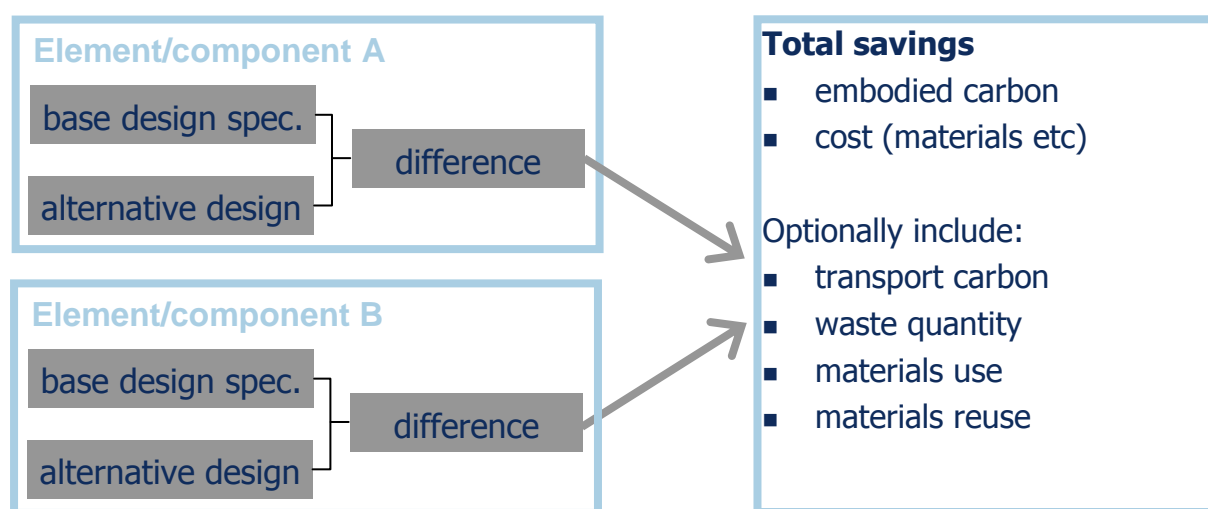 Element/component A
base design spec.
difference
alternative design
Element/component B
base design spec.
difference
alternative design
Total savings
■ embodied carbon
■ cost (materials etc)
Optionally include:
■ transport carbon
■ waste quantity
■ materials use
■ materials reuse